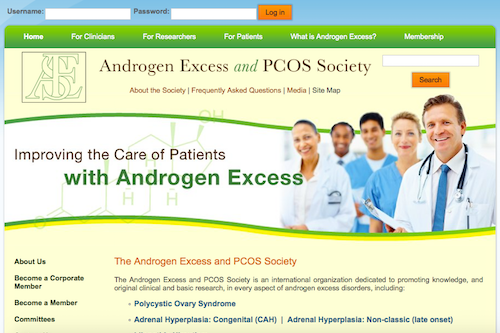 Username: Password: Log in
Home For Clinicians For Researchers For Patients What is Androgen Excess? Membership
Androgen Excess and PCOS Society
About the Society | Frequently Asked Questions | Media | Site Map
Search
OH
Improving the Care of Patients
with Androgen Excess
About Us
Become a Corporate
Member
Become a Member
Committees
The Androgen Excess and PCOS Society
The Androgen Excess and PCOS Society is an international organization dedicated to promoting knowledge, and
original clinical and basic research, in every aspect of androgen excess disorders, including:
• Polycystic Ovary Syndrome
• Adrenal Hyperplasia: Congenital (CAH) | Adrenal Hyperplasia: Non-classic (late onset)